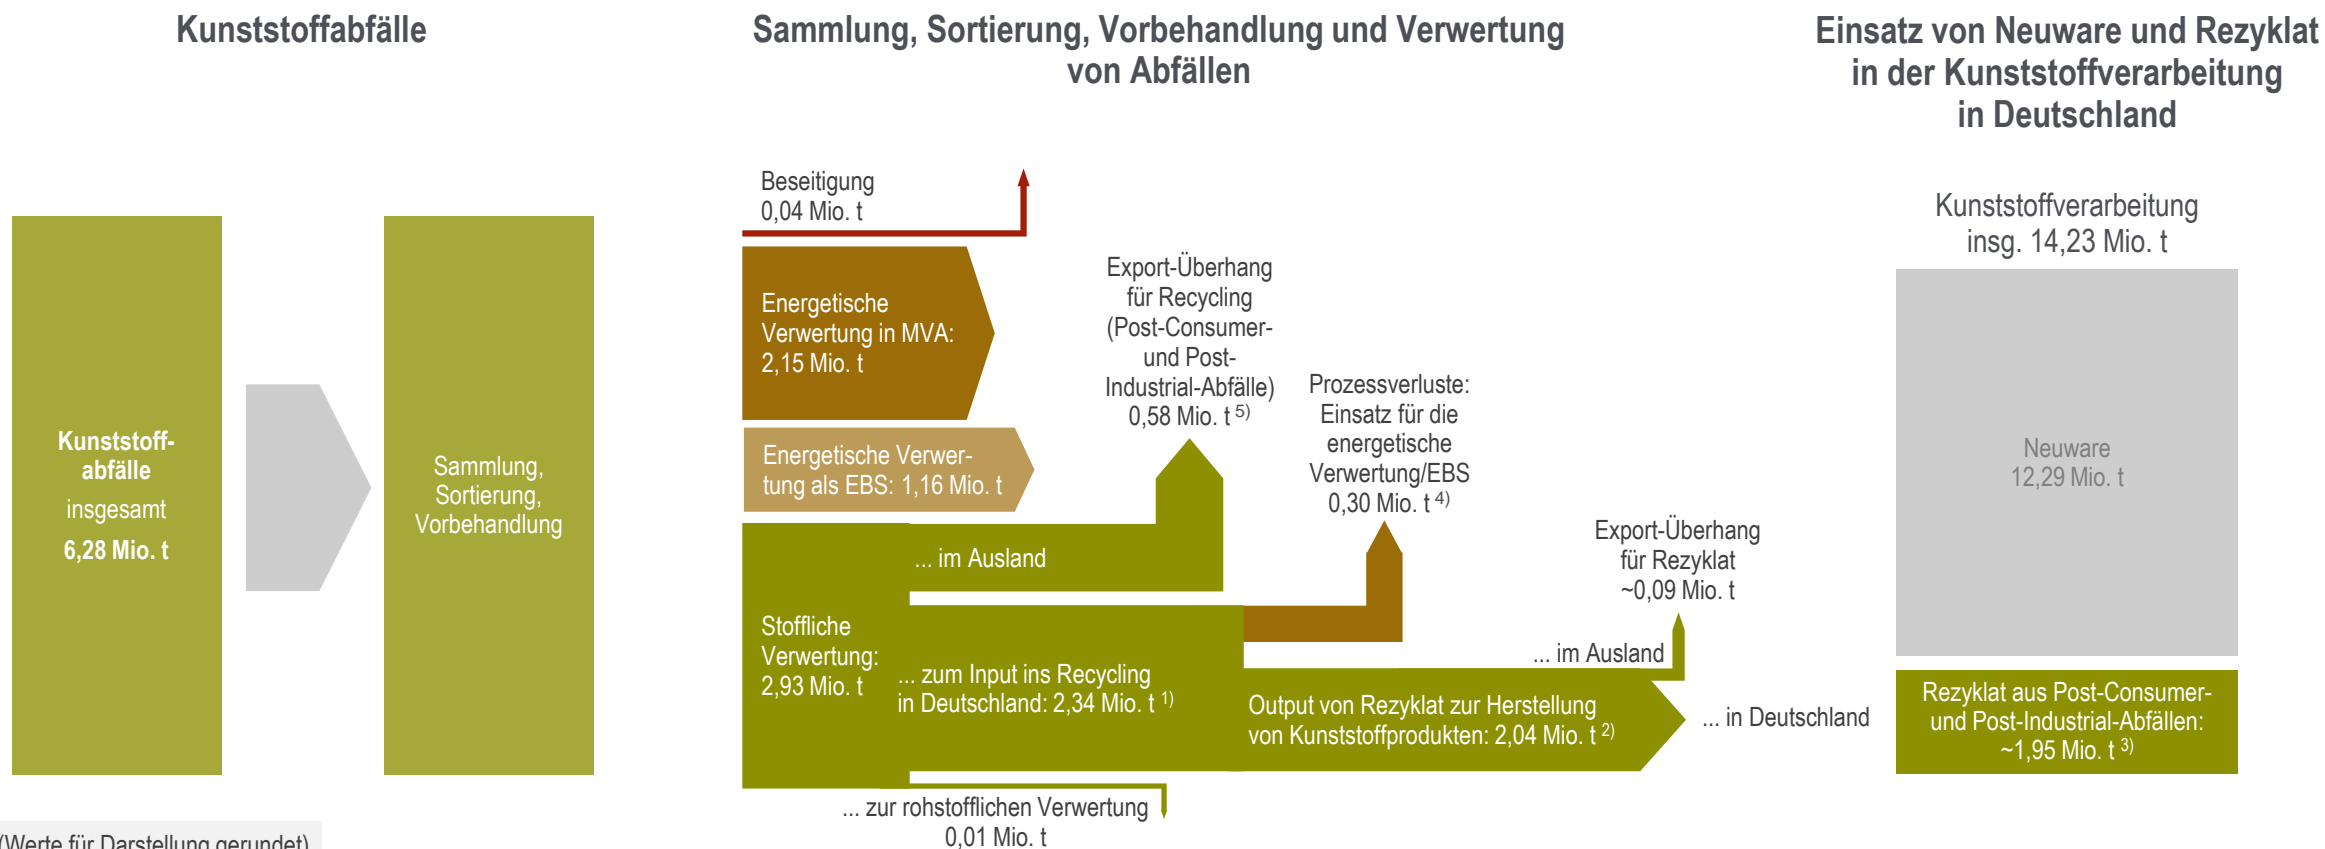 Kunststoffabfälle
Sammlung, Sortierung, Vorbehandlung und Verwertung
von Abfällen
Einsatz von Neuware und Rezyklat
in der Kunststoffverarbeitung
in Deutschland
Kunststoff-
abfälle
insgesamt
6,28 Mio. t
Sammlung,
Sortierung,
Vorbehandlung
Beseitigung
0,04 Mio. t
Energetische
Verwertung in MVA:
2,15 Mio. t
Energetische Verwer-
tung als EBS: 1,16 Mio. t
Stoffliche
Verwertung:
2,93 Mio. t
... im Ausland
Export-Überhang
für Recycling
(Post-Consumer-
und Post-
Industrial-Abfälle)
0,58 Mio. t 5)
... zum Input ins Recycling
in Deutschland: 2,34 Mio. t 1)
... zur rohstofflichen Verwertung
0,01 Mio. t
Prozessverluste:
Einsatz für die
energetische
Verwertung/EBS
0,30 Mio. t 4)
Output von Rezyklat zur Herstellung
von Kunststoffprodukten: 2,04 Mio. t 2)
Export-Überhang
für Rezyklat
~0,09 Mio. t
... im Ausland
... in Deutschland
Kunststoffverarbeitung
insg. 14,23 Mio. t
Neuware
12,29 Mio. t
Rezyklat aus Post-Consumer-
und Post-Industrial-Abfällen:
~1,95 Mio. t 3)
(Werte für Darstellung gerundet)